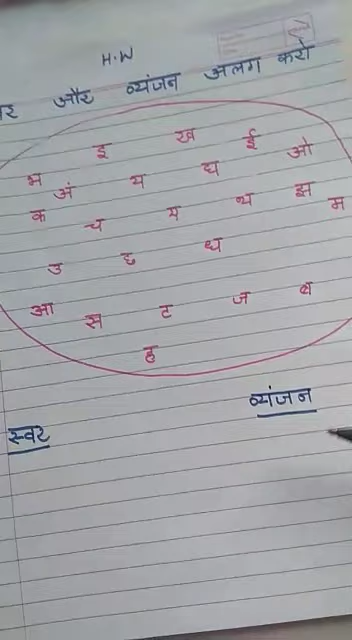 H.W
और व्यंजन अलग करो
इ ख ई ओ
भ अं य घ
क च य थ झ म
उ ह ध
आ स ट ज ब
ह
स्वर व्यंजन